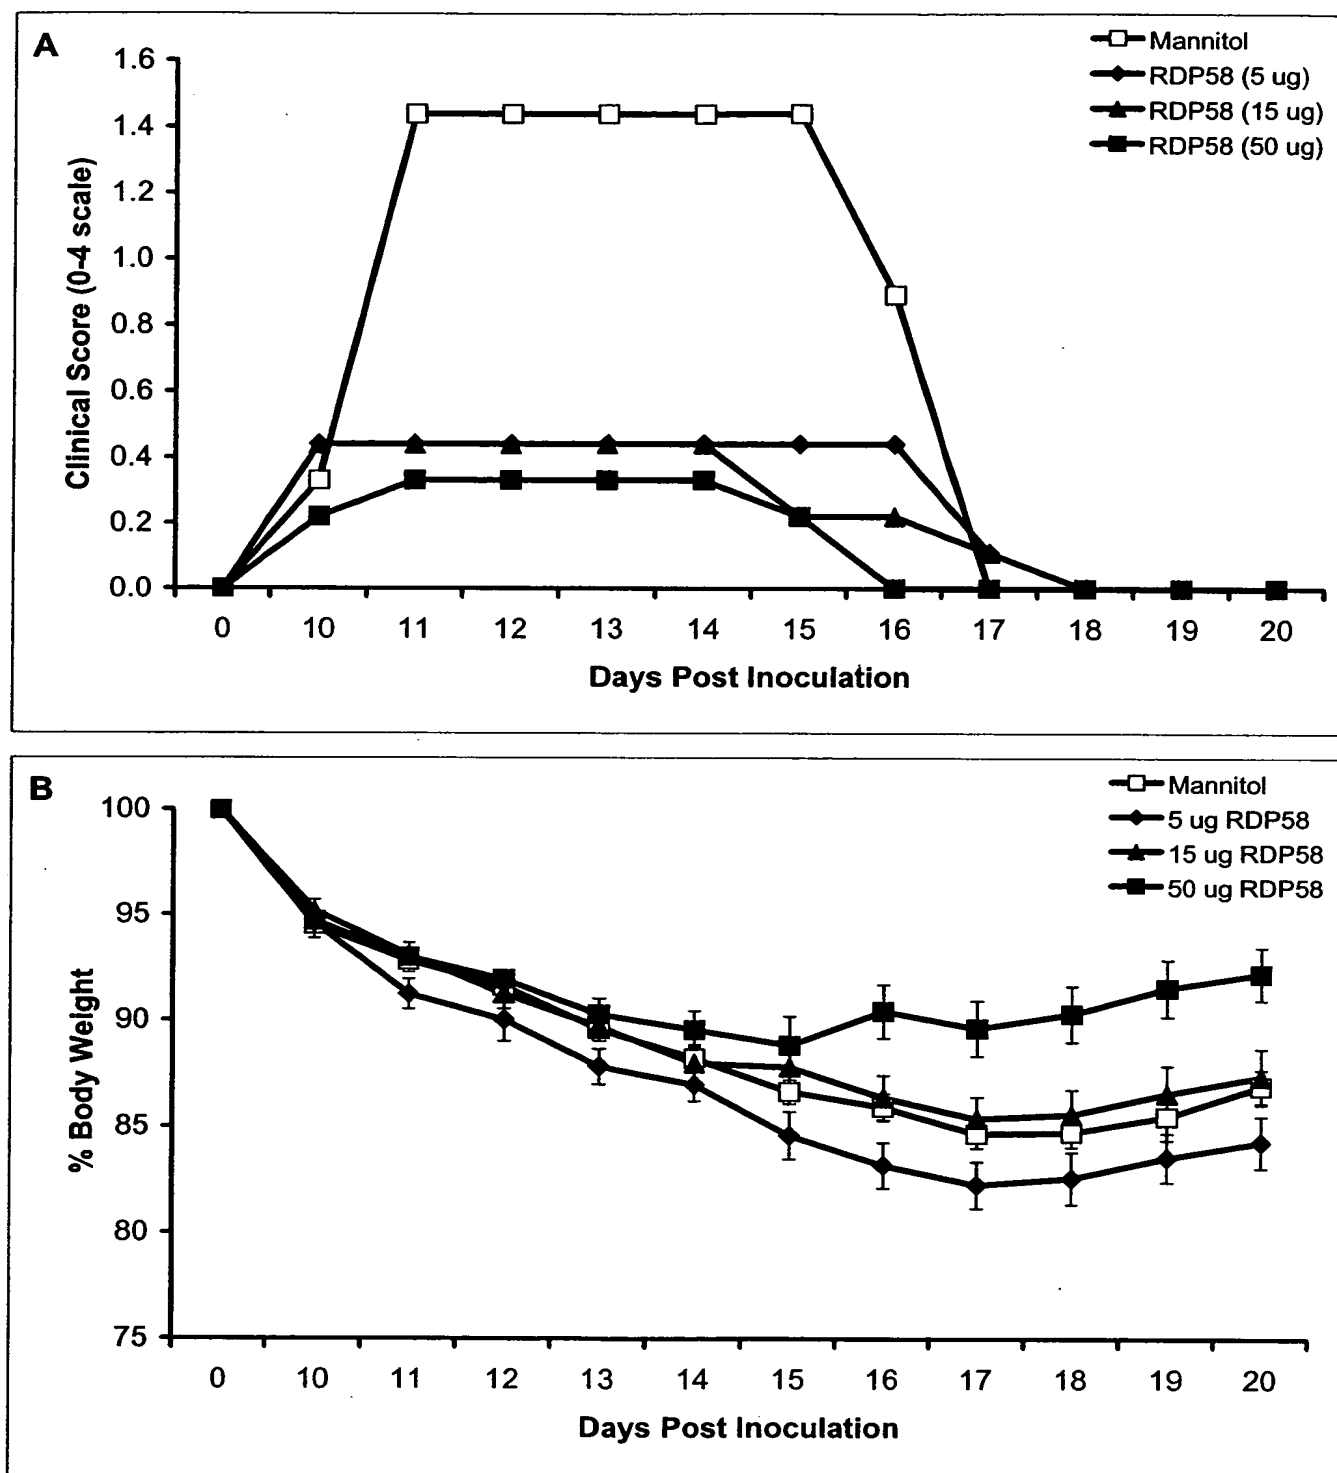 A
Mannitol
RDP58 (5 ug)
RDP58 (15 ug)
RDP58 (50 ug)
1.6
1.4
1.2
1.0
0.8
0.6
0.4
0.2
0.0
Clinical Score (0-4 scale)
0 10 11 12 13 14 15 16 17 18 19 20
Days Post Inoculation
B
Mannitol
5 ug RDP58
15 ug RDP58
50 ug RDP58
100
95
90
85
80
75
% Body Weight
0 10 11 12 13 14 15 16 17 18 19 20
Days Post Inoculation